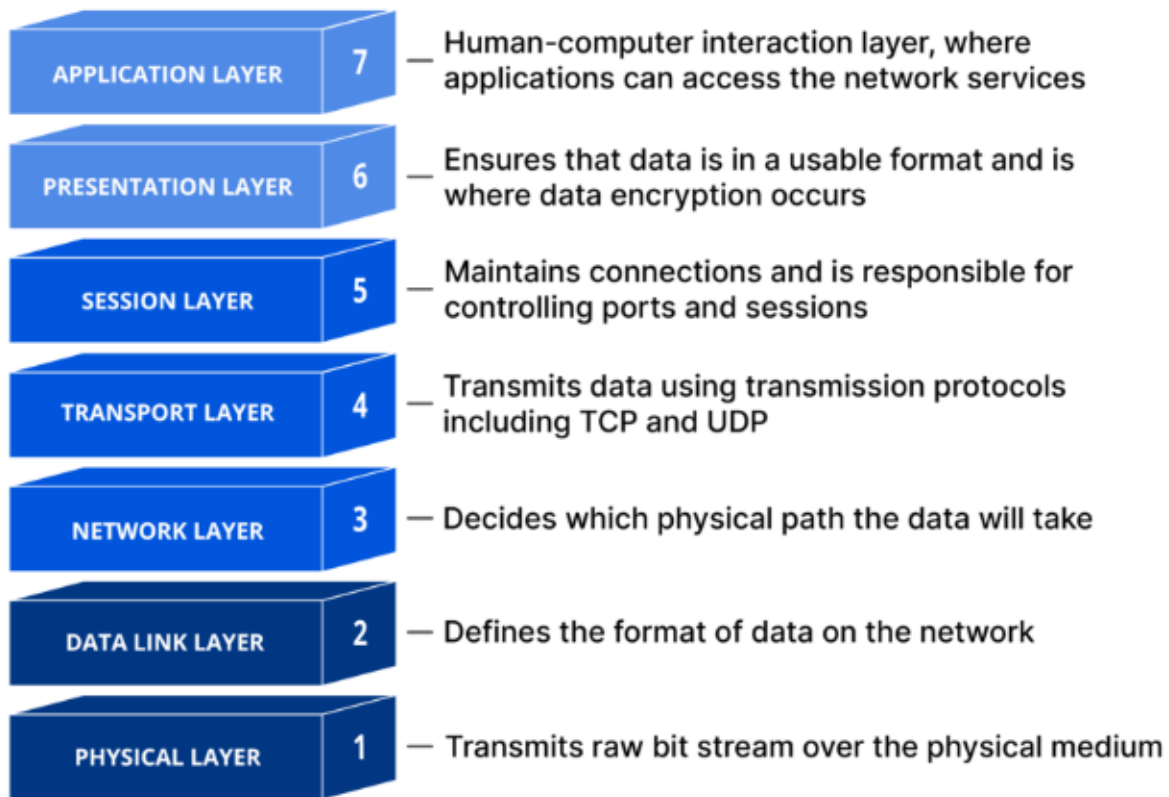 APPLICATION LAYER 7
Human-computer interaction layer, where
applications can access the network services
PRESENTATION LAYER 6
Ensures that data is in a usable format and is
where data encryption occurs
SESSION LAYER 5
Maintains connections and is responsible for
controlling ports and sessions
TRANSPORT LAYER 4
Transmits data using transmission protocols
including TCP and UDP
NETWORK LAYER 3
Decides which physical path the data will take
DATA LINK LAYER 2
Defines the format of data on the network
PHYSICAL LAYER 1
Transmits raw bit stream over the physical medium